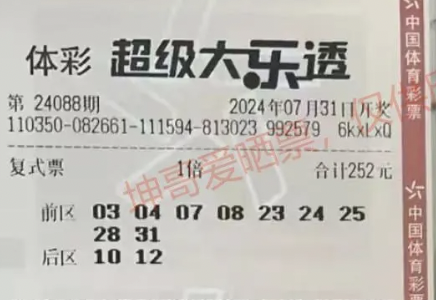 体彩 超级大乐透
第 24088期 2024年07月31日开奖
110350-082661-111594-813023 992579 6kxLxQ
复式票 1倍 合计252元
前区 03 04 07 08 23 24 25
28 31
后区 10 12
坤哥爱晒票，仅供
中国体育彩票
中国体育彩票